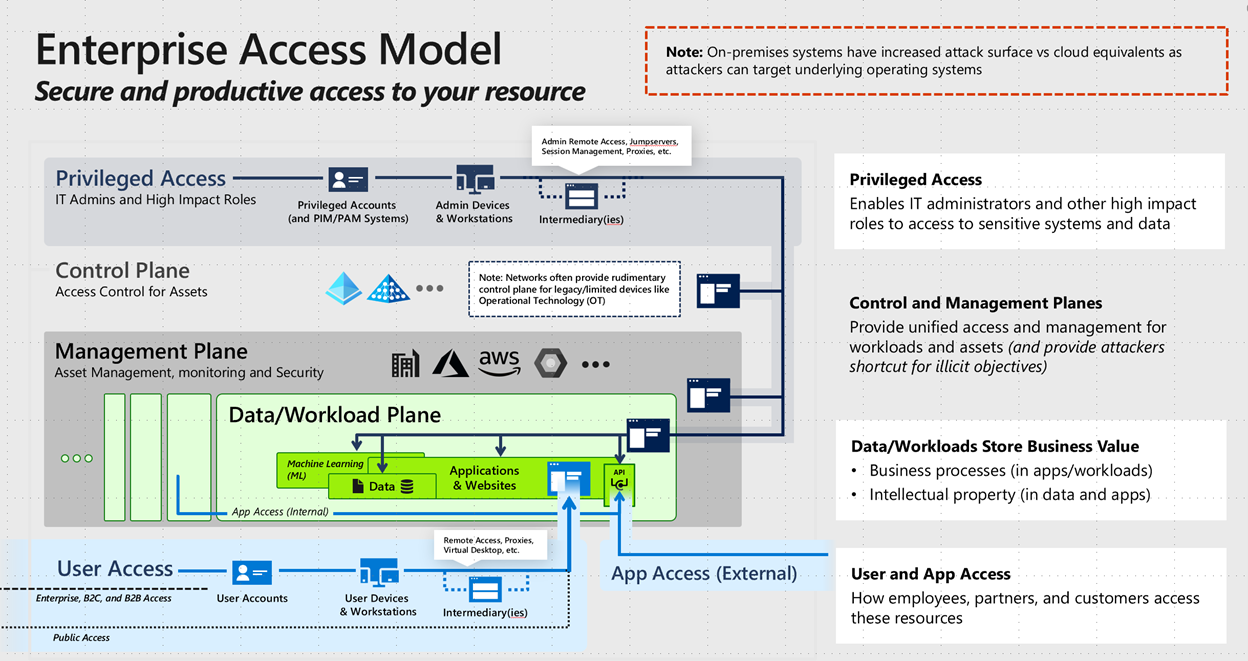 Enterprise Access Model
Secure and productive access to your resource
Note: On-premises systems have increased attack surface vs cloud equivalents as
attackers can target underlying operating systems
Admin Remote Access, Jumpservers,
Session Management, Proxies, etc.
Privileged Access
IT Admins and High Impact Roles
Privileged Accounts
(and PIM/PAM Systems)
Admin Devices
& Workstations
Intermediary(ies)
Privileged Access
Enables IT administrators and other high impact
roles to access to sensitive systems and data
Control Plane
Access Control for Assets
Note: Networks often provide rudimentary
control plane for legacy/limited devices like
Operational Technology (OT)
Control and Management Planes
Provide unified access and management for
workloads and assets (and provide attackers
shortcut for illicit objectives)
Management Plane
Asset Management, monitoring and Security
aws
Data/Workload Plane
Machine Learning
(ML)
Data
Applications
& Websites
API
App Access (Internal)
Data/Workloads Store Business Value
• Business processes (in apps/workloads)
• Intellectual property (in data and apps)
Remote Access, Proxies,
Virtual Desktop, etc.
User Access
Enterprise, B2C, and B2B Access
User Accounts
User Devices
& Workstations
Intermediary(ies)
Public Access
App Access (External)
User and App Access
How employees, partners, and customers access
these resources